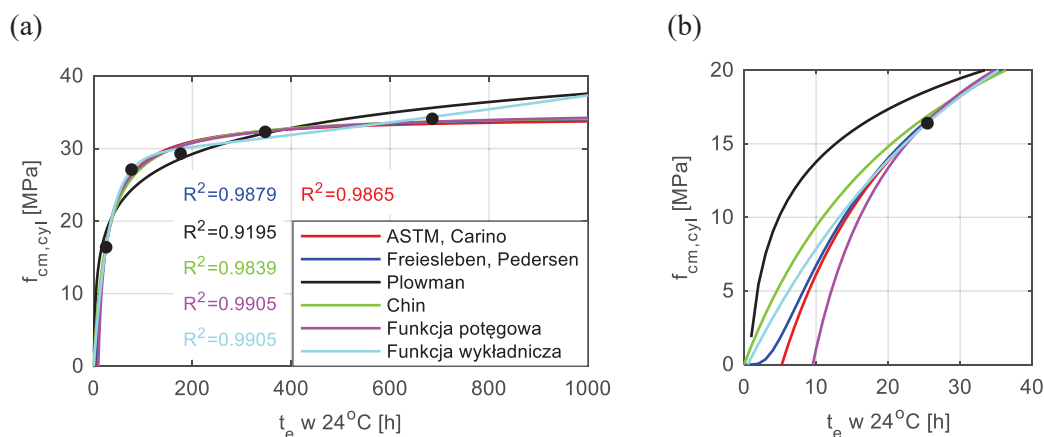 (a)
(b)
40
30
20
10
0
f_cm,cyl [MPa]
R²=0.9879 R²=0.9865
R²=0.9195
R²=0.9839
R²=0.9905
R²=0.9905
ASTM, Carino
Freiesleben, Pedersen
Plowman
Chin
Funkcja potęgowa
Funkcja wykładnicza
0 200 400 600 800 1000
t_e w 24°C [h]
20
15
10
5
0
f_cm,cyl [MPa]
0 10 20 30 40
t_e w 24°C [h]